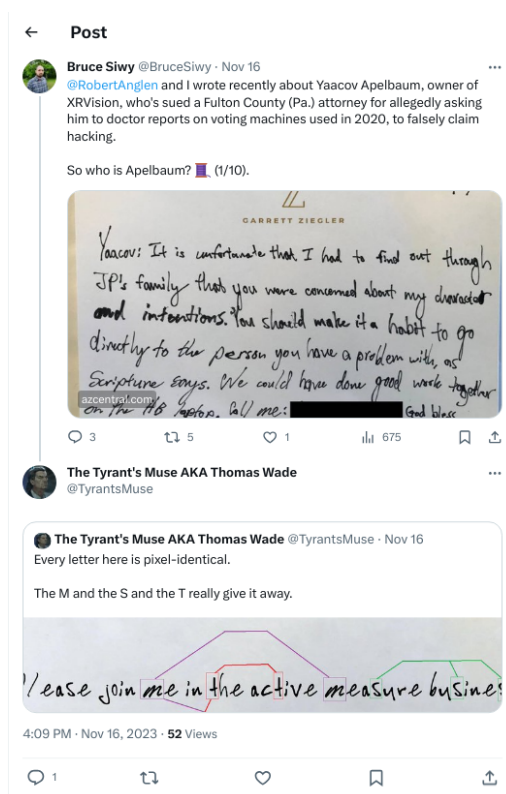 Post
Bruce Siwy @BruceSiwy · Nov 16
@RobertAnglen and I wrote recently about Yaacov Apelbaum, owner of
XRVision, who's sued a Fulton County (Pa.) attorney for allegedly asking
him to doctor reports on voting machines used in 2020, to falsely claim
hacking.
So who is Apelbaum? 🧵 (1/10).
GARRETT ZIEGLER
Yaacov: It is unfortunate that I had to find out through
JP's family that you were concerned about my character
and intentions. You should make it a habit to go
directly to the person you have a problem with, as
Scripture says. We could have done good work together
on the HB laptop. Call me: God bless
azcentral.com
3
5
1
675
The Tyrant's Muse AKA Thomas Wade
@TyrantsMuse
The Tyrant's Muse AKA Thomas Wade @TyrantsMuse · Nov 16
Every letter here is pixel-identical.
The M and the S and the T really give it away.
lease join me in the active measure busines
4:09 PM · Nov 16, 2023 · 52 Views
1